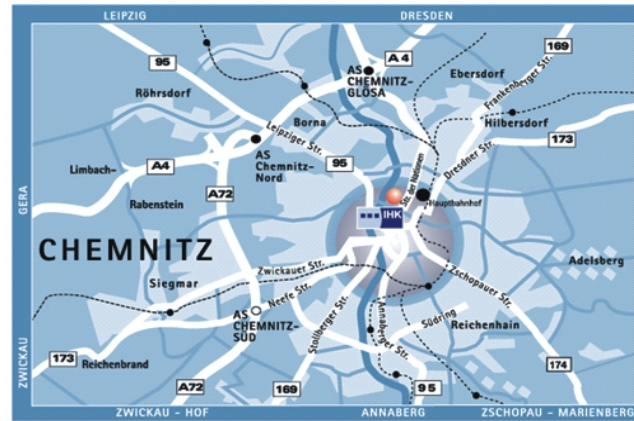 LEIPZIG
DRESDEN
169
95
A 4
AS
CHEMNITZ-
GLÖSA
Ebersdorf
Frankenberger Str.
Röhrsdorf
Borna
Leipziger Str.
Hilbersdorf
173
Dresdner Str.
AS
Chemnitz-
Nord
95
Str. der Nationen
Limbach-
A4
A72
IHK
Hauptbahnhof
Rabenstein
GERA
CHEMNITZ
Zwickauer Str.
Adelsberg
Siegmar
Neefe Str.
Zschopauer Str.
AS
CHEMNITZ-
SÜD
Stollberger Str.
Annaberger Str.
Südring
Reichenhain
ZWICKAU
173
Reichenbrand
174
A72
169
95
ZWICKAU - HOF
ANNABERG
ZSCHOPAU - MARIENBERG